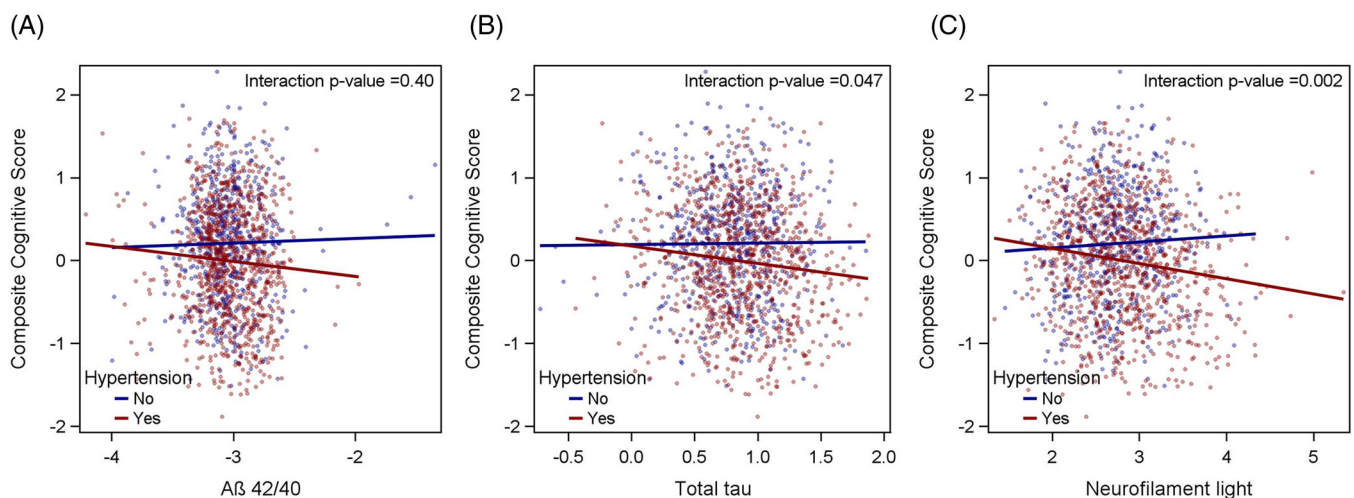 (A)
Interaction p-value =0.40
Composite Cognitive Score
2
1
0
-1
-2
Hypertension
No
Yes
-4 -3 -2
Aß 42/40
(B)
Interaction p-value =0.047
Composite Cognitive Score
2
1
0
-1
-2
Hypertension
No
Yes
-0.5 0.0 0.5 1.0 1.5 2.0
Total tau
(C)
Interaction p-value =0.002
Composite Cognitive Score
2
1
0
-1
-2
Hypertension
No
Yes
2 3 4 5
Neurofilament light